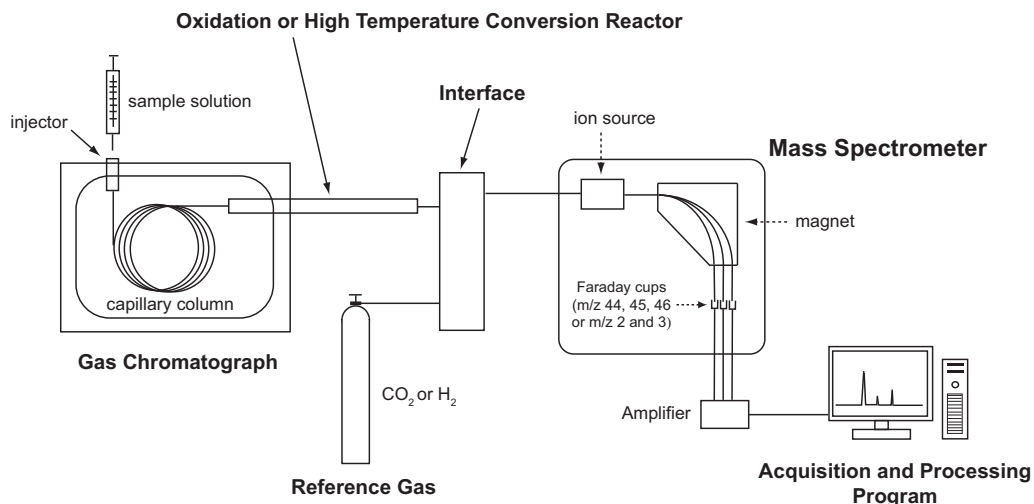 Oxidation or High Temperature Conversion Reactor
sample solution
injector
Interface
ion source
Mass Spectrometer
magnet
capillary column
Faraday cups
(m/z 44, 45, 46
or m/z 2 and 3)
Gas Chromatograph
CO2 or H2
Amplifier
Reference Gas
Acquisition and Processing
Program